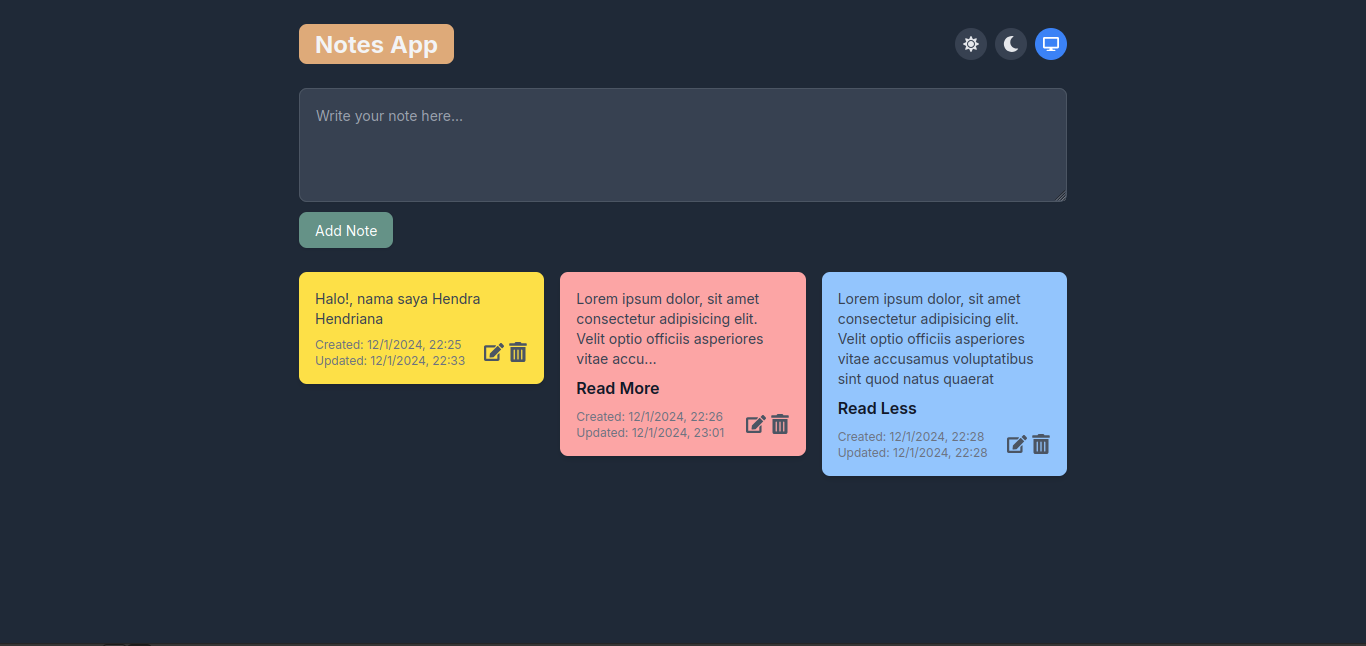 Notes App
Write your note here...
Add Note
Halo!, nama saya Hendra
Hendriana
Created: 12/1/2024, 22:25
Updated: 12/1/2024, 22:33
Lorem ipsum dolor, sit amet
consectetur adipisicing elit.
Velit optio officiis asperiores
vitae accu...
Read More
Created: 12/1/2024, 22:26
Updated: 12/1/2024, 23:01
Lorem ipsum dolor, sit amet
consectetur adipisicing elit.
Velit optio officiis asperiores
vitae accusamus voluptatibus
sint quod natus quaerat
Read Less
Created: 12/1/2024, 22:28
Updated: 12/1/2024, 22:28